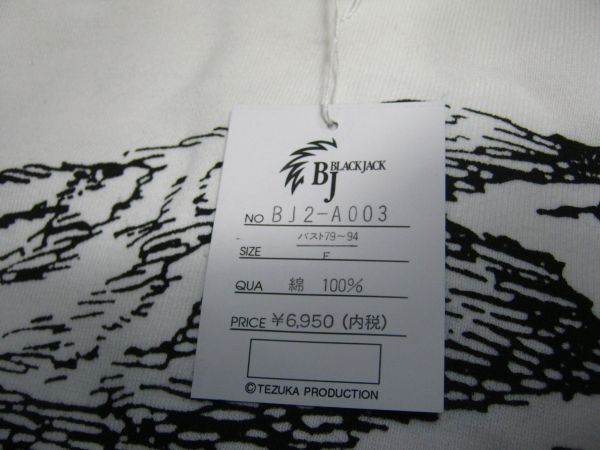 BLACK JACK
BJ
NO BJ2-A003
バスト79～94
SIZE F
QUA 綿 100%
PRICE ¥6,950 (内税)
©TEZUKA PRODUCTION